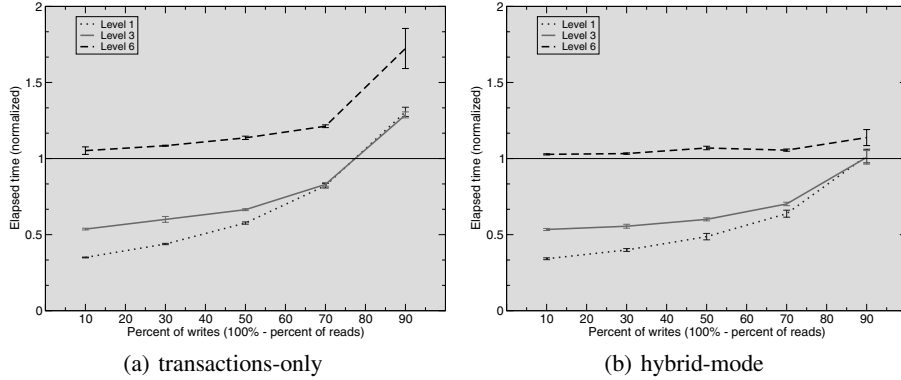 2
1.5
1
0.5
0
Elapsed time (normalized)
Level 1
Level 3
Level 6
10 20 30 40 50 60 70 80 90
Percent of writes (100% - percent of reads)
(a) transactions-only
2
1.5
1
0.5
0
Elapsed time (normalized)
Level 1
Level 3
Level 6
10 20 30 40 50 60 70 80 90
Percent of writes (100% - percent of reads)
(b) hybrid-mode